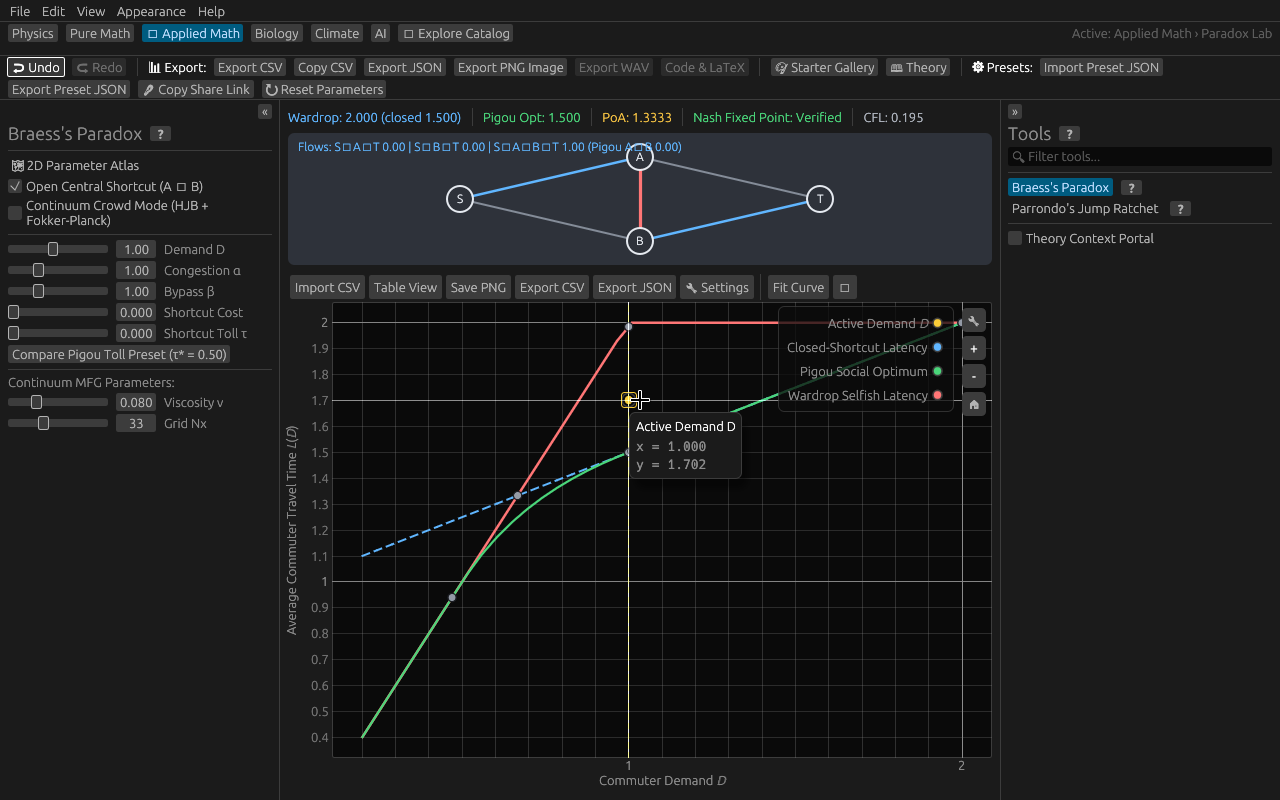 File Edit View Appearance Help
Physics Pure Math □ Applied Math Biology Climate AI □ Explore Catalog Active: Applied Math › Paradox Lab
Undo Redo Export: Export CSV Copy CSV Export JSON Export PNG Image Export WAV Code & LaTeX Starter Gallery Theory Presets: Import Preset JSON
Export Preset JSON Copy Share Link Reset Parameters
«
Braess's Paradox ?
2D Parameter Atlas
Open Central Shortcut (A □ B)
Continuum Crowd Mode (HJB +
Fokker-Planck)
1.00 Demand D
1.00 Congestion α
1.00 Bypass β
0.000 Shortcut Cost
0.000 Shortcut Toll τ
Compare Pigou Toll Preset (τ* = 0.50)
Continuum MFG Parameters:
0.080 Viscosity ν
33 Grid Nx
Wardrop: 2.000 (closed 1.500) Pigou Opt: 1.500 PoA: 1.3333 Nash Fixed Point: Verified CFL: 0.195
Flows: S□A□T 0.00 | S□B□T 0.00 | S□A□B□T 1.00 (Pigou A□B 0.00)
A
S
T
B
Import CSV Table View Save PNG Export CSV Export JSON Settings Fit Curve □
Active Demand D
Closed-Shortcut Latency
Pigou Social Optimum
Wardrop Selfish Latency
+
-
Active Demand D
x = 1.000
y = 1.702
Average Commuter Travel Time L(D)
2
1.9
1.8
1.7
1.6
1.5
1.4
1.3
1.2
1.1
1
0.9
0.8
0.7
0.6
0.5
0.4
1 2
Commuter Demand D
»
Tools ?
Filter tools...
Braess's Paradox ?
Parrondo's Jump Ratchet ?
Theory Context Portal